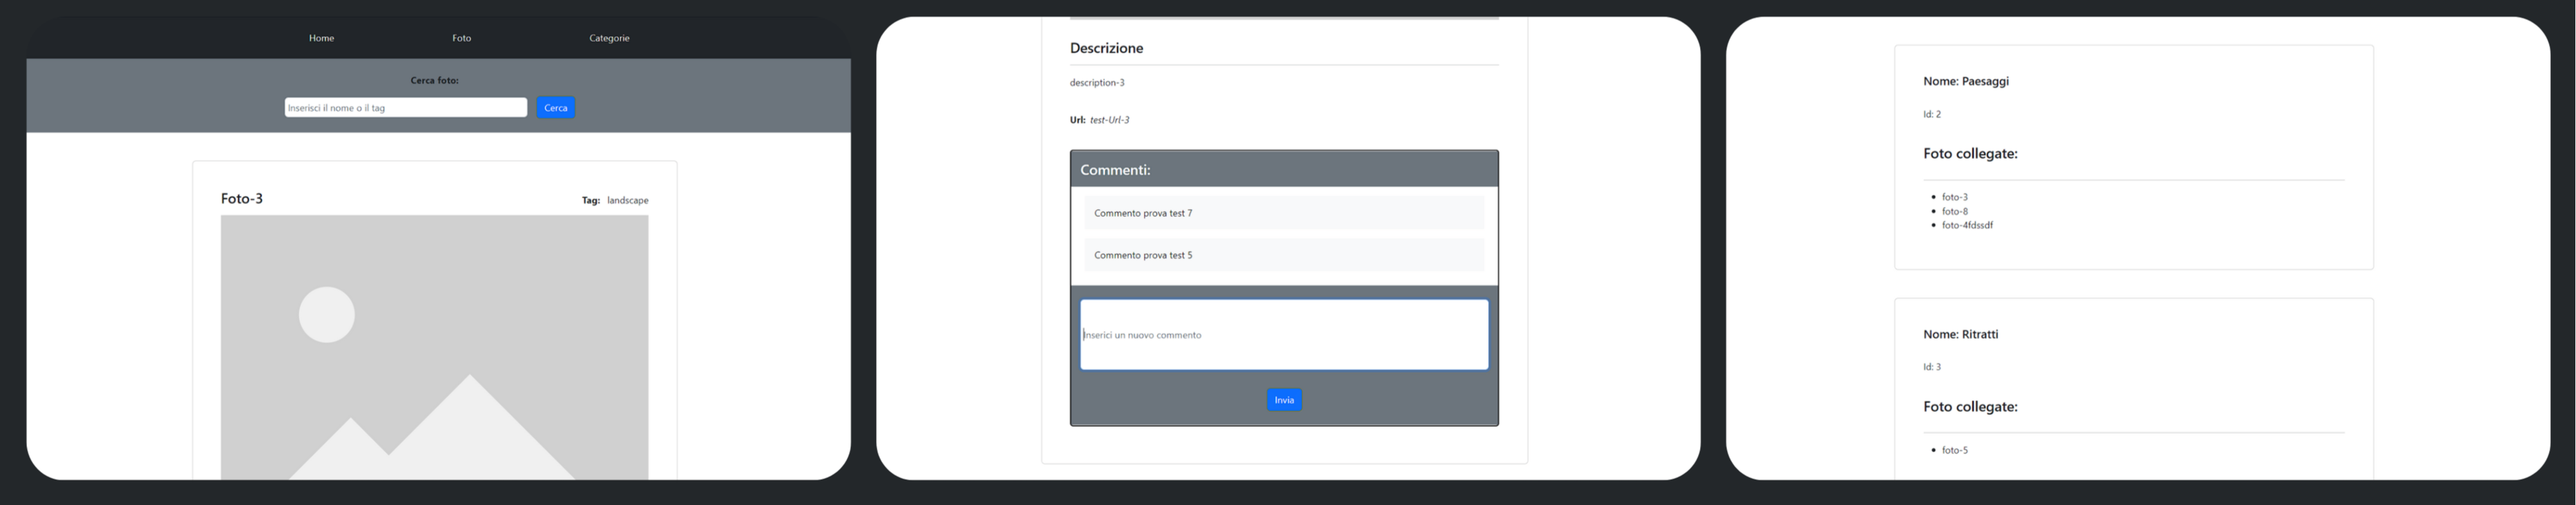 Home Foto Categorie
Cerca foto:
Inserisci il nome o il tag Cerca
Foto-3 Tag: landscape
Descrizione
description-3
Url: test-Url-3
Commenti:
Commento prova test 7
Commento prova test 5
Inserici un nuovo commento
Invia
Nome: Paesaggi
Id: 2
Foto collegate:
foto-3
foto-8
foto-4fdssdf
Nome: Ritratti
Id: 3
Foto collegate:
foto-5